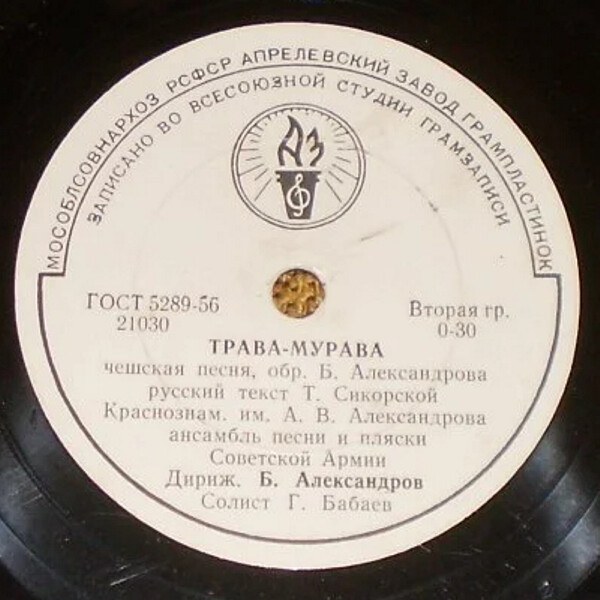 МОСОБЛСОВНАРХОЗ РСФСР АПРЕЛЕВСКИЙ ЗАВОД ГРАМПЛАСТИНОК
ЗАПИСАНО ВО ВСЕСОЮЗНОЙ СТУДИИ ГРАМЗАПИСИ
АЗ
ГОСТ 5289-56
21030
Вторая гр.
0-30
ТРАВА-МУРАВА
чешская песня, обр. Б. Александрова
русский текст Т. Сикорской
Краснознам. им. А. В. Александрова
ансамбль песни и пляски
Советской Армии
Дириж. Б. Александров
Солист Г. Бабаев